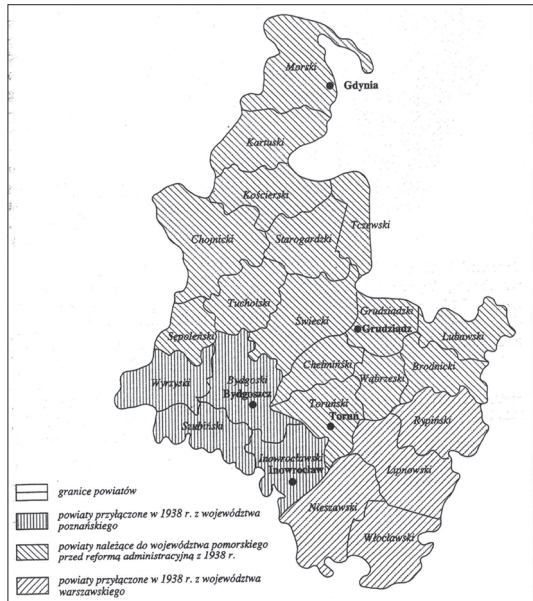 Morski
Gdynia
Kartuski
Kościerski
Tczewski
Chojnicki
Starogardzki
Tucholski
Świecki
Grudziądzki
Grudziądz
Lubawski
Sępoleński
Chełmiński
Brodnicki
Wąbrzeski
Wyrzyski
Bydgoski
Bydgoszcz
Toruński
Toruń
Rypiński
Szubiński
Inowrocławski
Inowrocław
Lipnowski
Nieszawski
Włocławski
granice powiatów
powiaty przyłączone w 1938 r. z województwa
poznańskiego
powiaty należące do województwa pomorskiego
przed reformą administracyjną z 1938 r.
powiaty przyłączone w 1938 r. z województwa
warszawskiego